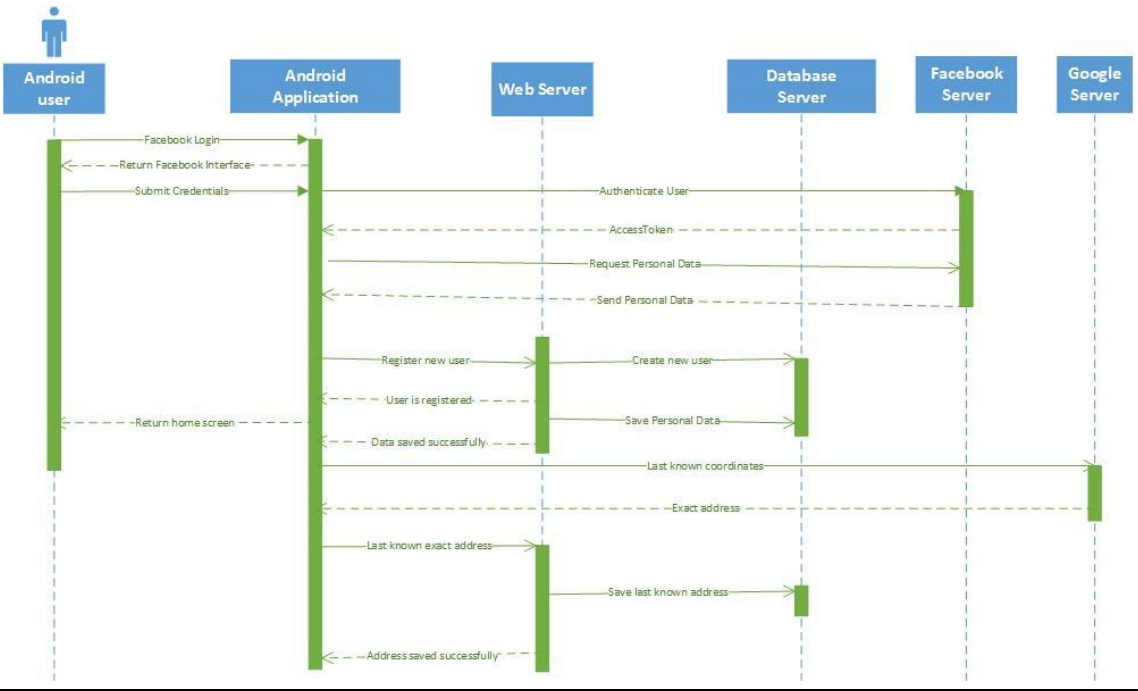 Android
user
Android
Application
Web Server
Database
Server
Facebook
Server
Google
Server
Facebook Login
Return Facebook Interface
Submit Credentials
Authenticate User
AccessToken
Request Personal Data
Send Personal Data
Register new user
Create new user
User is registered
Return home screen
Save Personal Data
Data saved successfully
Last known coordinates
Exact address
Last known exact address
Save last known address
Address saved successfully